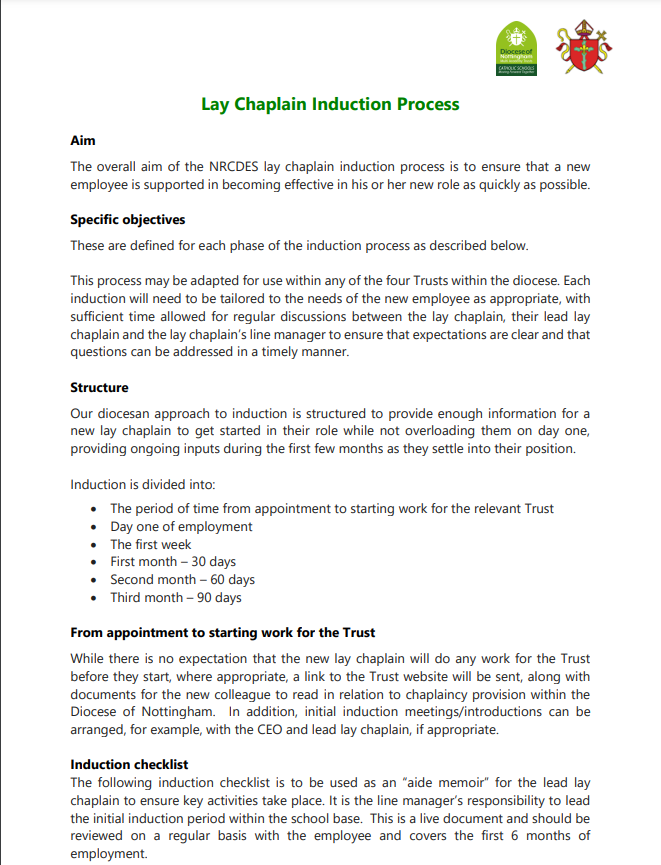 Diocese of
Nottingham
CATHOLIC SCHOOLS
Moving Forward Together
Lay Chaplain Induction Process
Aim
The overall aim of the NRCDES lay chaplain induction process is to ensure that a new
employee is supported in becoming effective in his or her new role as quickly as possible.
Specific objectives
These are defined for each phase of the induction process as described below.
This process may be adapted for use within any of the four Trusts within the diocese. Each
induction will need to be tailored to the needs of the new employee as appropriate, with
sufficient time allowed for regular discussions between the lay chaplain, their lead lay
chaplain and the lay chaplain’s line manager to ensure that expectations are clear and that
questions can be addressed in a timely manner.
Structure
Our diocesan approach to induction is structured to provide enough information for a
new lay chaplain to get started in their role while not overloading them on day one,
providing ongoing inputs during the first few months as they settle into their position.
Induction is divided into:
• The period of time from appointment to starting work for the relevant Trust
• Day one of employment
• The first week
• First month – 30 days
• Second month – 60 days
• Third month – 90 days
From appointment to starting work for the Trust
While there is no expectation that the new lay chaplain will do any work for the Trust
before they start, where appropriate, a link to the Trust website will be sent, along with
documents for the new colleague to read in relation to chaplaincy provision within the
Diocese of Nottingham. In addition, initial induction meetings/introductions can be
arranged, for example, with the CEO and lead lay chaplain, if appropriate.
Induction checklist
The following induction checklist is to be used as an “aide memoir” for the lead lay
chaplain to ensure key activities take place. It is the line manager’s responsibility to lead
the initial induction period within the school base. This is a live document and should be
reviewed on a regular basis with the employee and covers the first 6 months of
employment.